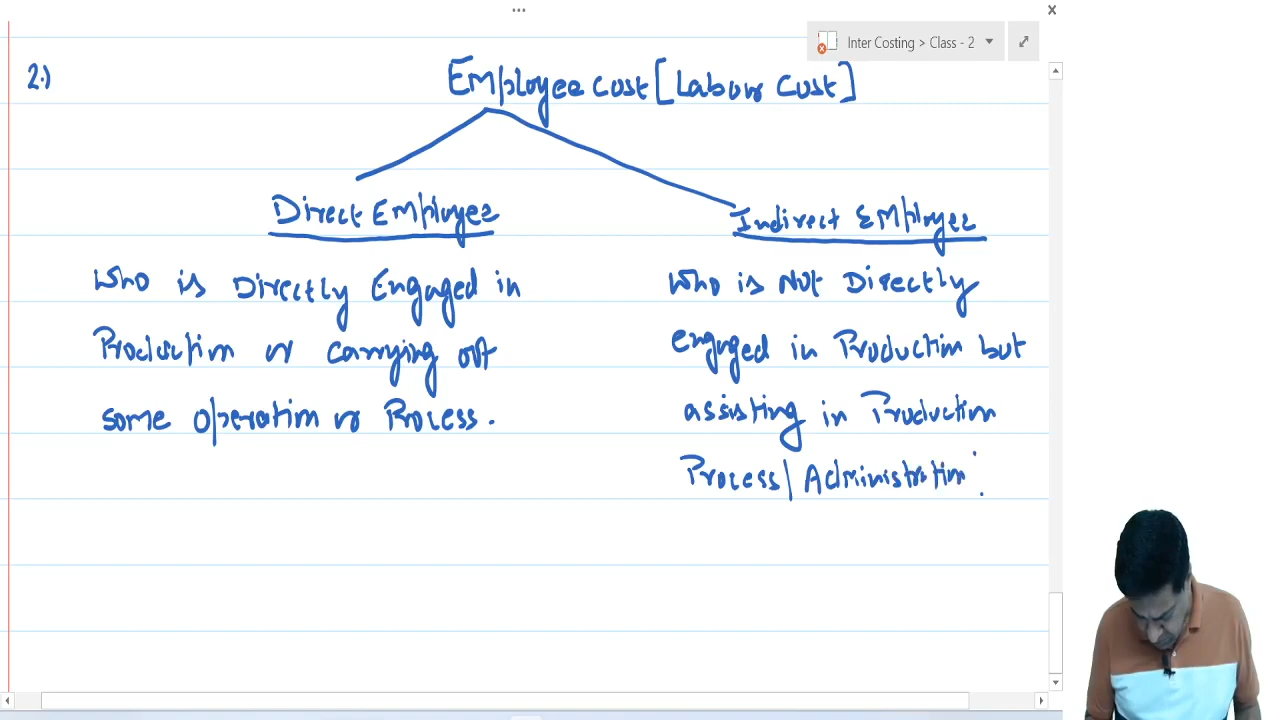 Inter Costing > Class - 2
2.)
Employee Cost [Labour Cost]
Direct Employee
Indirect Employee
Who is Directly Engaged in
Production or carrying out
some operation or Process.
Who is Not Directly
engaged in Production but
assisting in Production
Process/Administration.